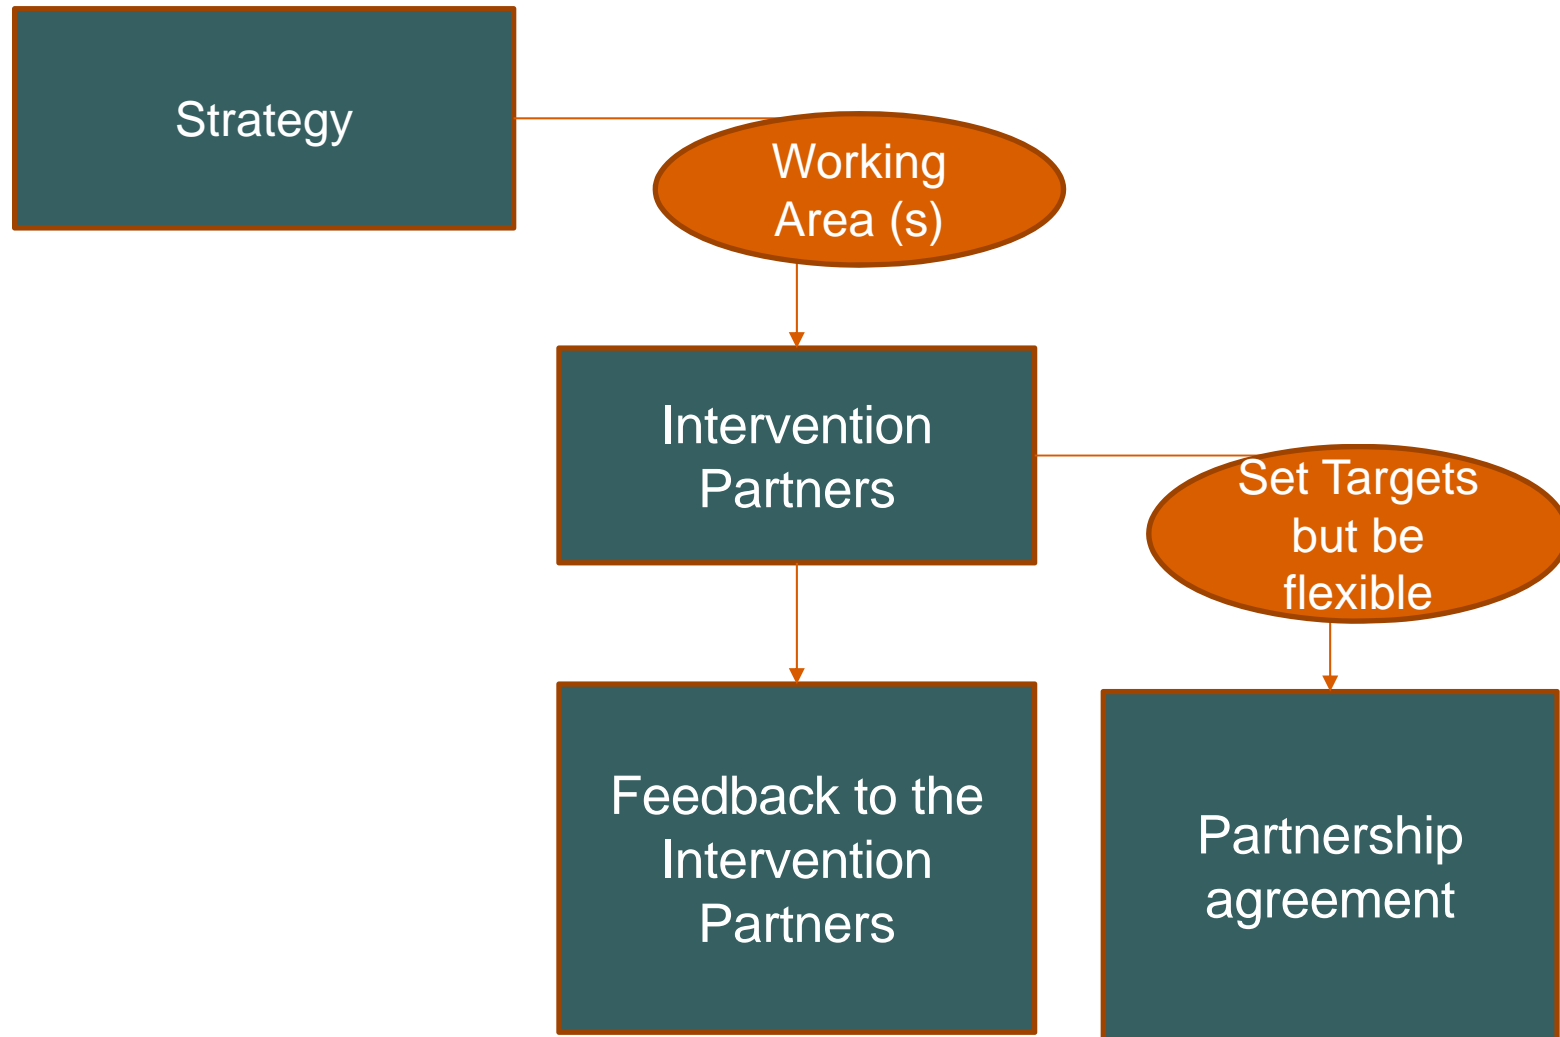 Strategy
Working
Area (s)
Intervention
Partners
Set Targets
but be
flexible
Feedback to the
Intervention
Partners
Partnership
agreement